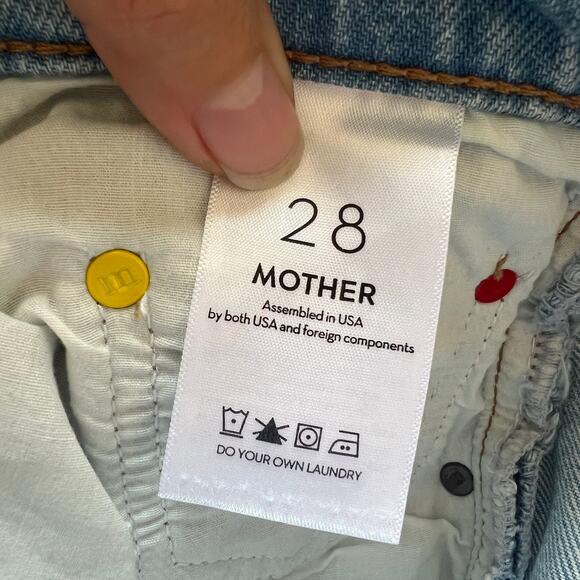 28
MOTHER
Assembled in USA
by both USA and foreign components
DO YOUR OWN LAUNDRY
m